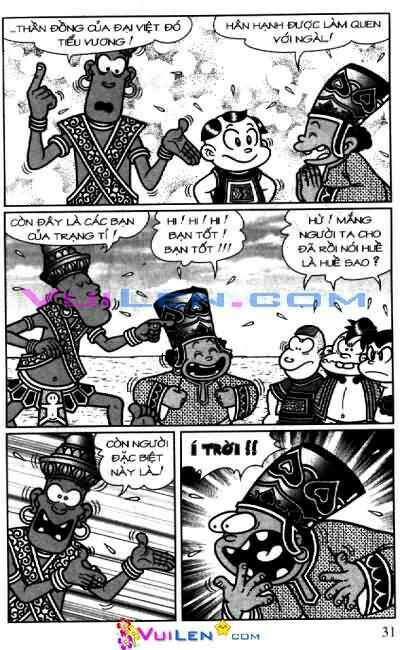 ...THẦN ĐỒNG CỦA ĐẠI VIỆT ĐÓ
TIỂU VƯƠNG!
HÂN HẠNH ĐƯỢC LÀM QUEN
VỚI NGÀI!
CÒN ĐÂY LÀ CÁC BẠN
CỦA TRẠNG TÍ!
HI! HI! HI!
BẠN TỐT!
BẠN TỐT!!!
HỪ! MẮNG
NGƯỜI TA CHO
ĐÃ RỒI NÓI HUỀ
LÀ HUỀ SAO?
VUILEN.COM
CÒN NGƯỜI
ĐẶC BIỆT
NÀY LÀ...!
Í TRỜI!!
31
VUILEN.COM